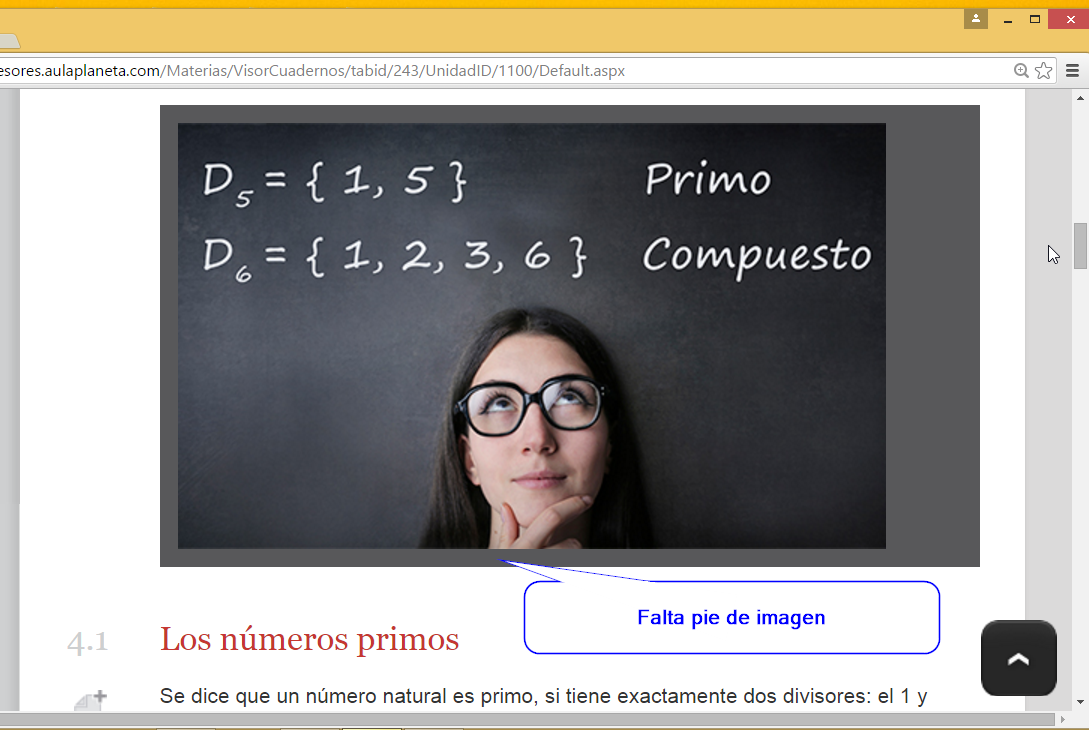 esores.aulaplaneta.com/Materias/VisorCuadernos/tabid/243/UnidadID/1100/Default.aspx
D5 = { 1, 5 } Primo
D6 = { 1, 2, 3, 6 } Compuesto
Falta pie de imagen
4.1 Los números primos
Se dice que un número natural es primo, si tiene exactamente dos divisores: el 1 y